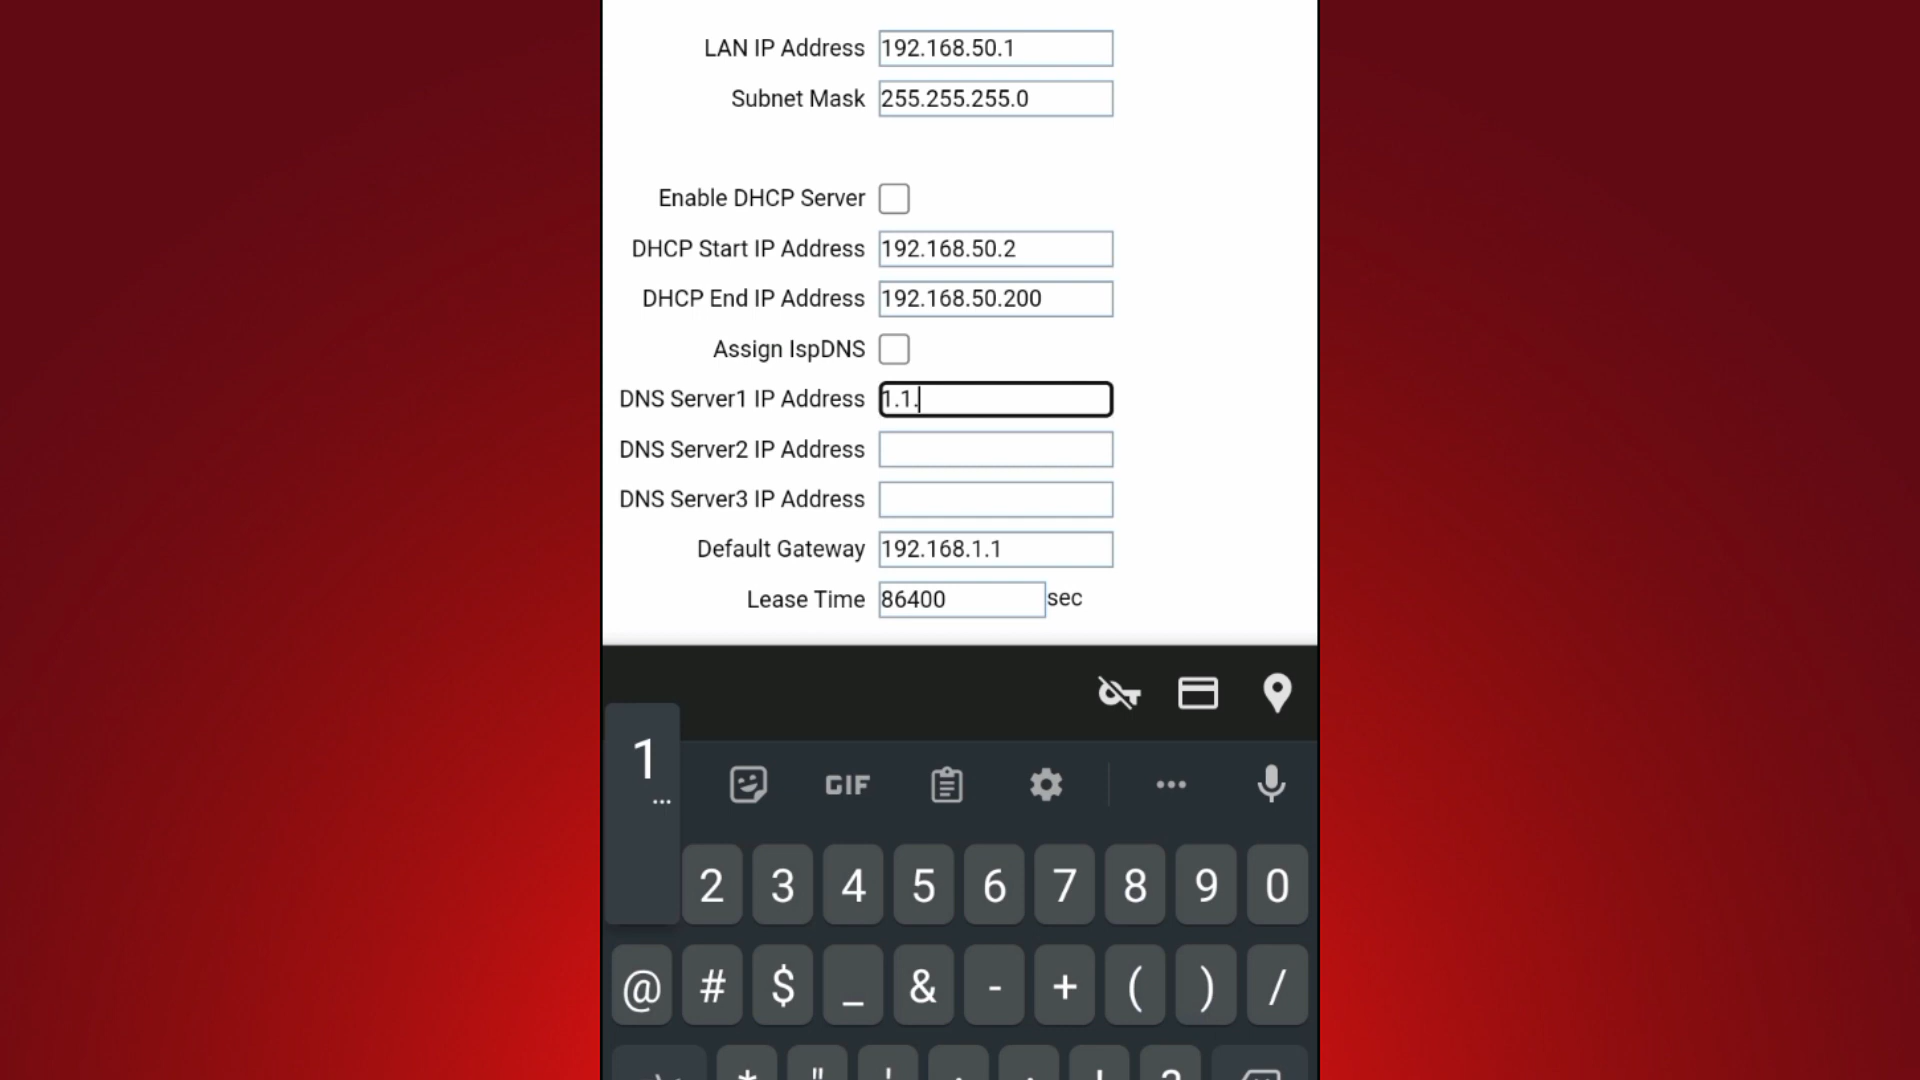 LAN IP Address 192.168.50.1
Subnet Mask 255.255.255.0
Enable DHCP Server
DHCP Start IP Address 192.168.50.2
DHCP End IP Address 192.168.50.200
Assign IspDNS
DNS Server1 IP Address 1.1.
DNS Server2 IP Address
DNS Server3 IP Address
Default Gateway 192.168.1.1
Lease Time 86400 sec
1
...
GIF
2 3 4 5 6 7 8 9 0
@ # $ _ & - + ( ) /